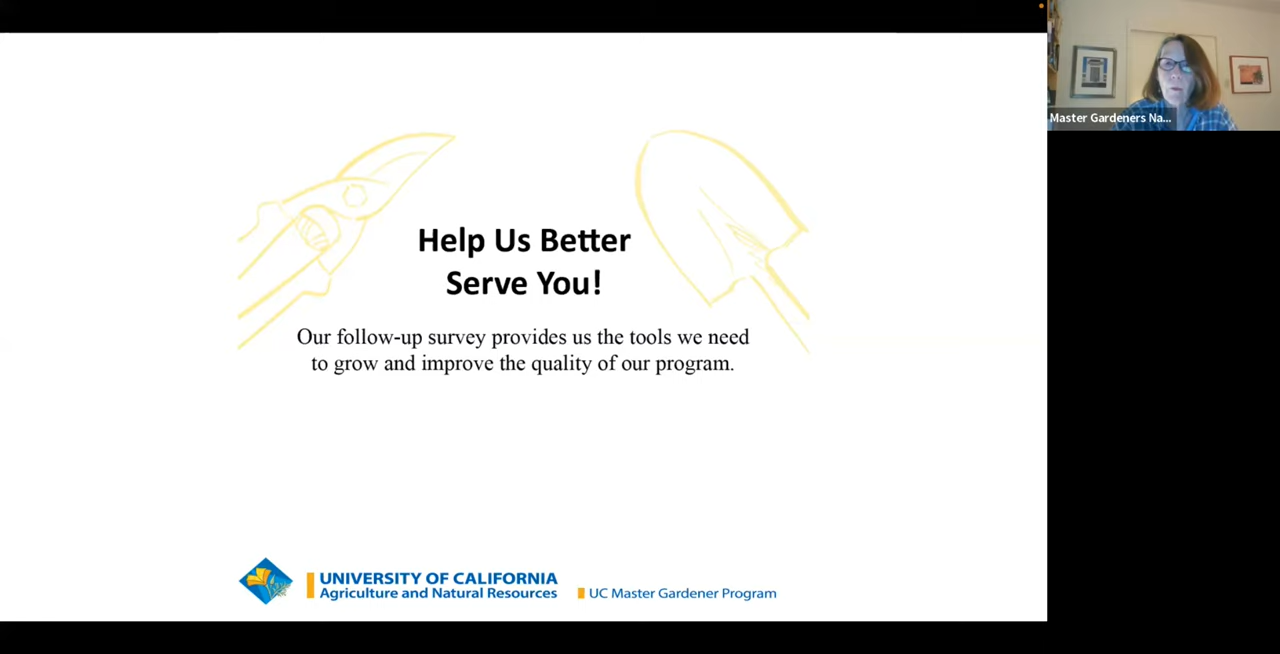 Master Gardeners Na...
Help Us Better
Serve You!
Our follow-up survey provides us the tools we need
to grow and improve the quality of our program.
UNIVERSITY OF CALIFORNIA
Agriculture and Natural Resources
UC Master Gardener Program